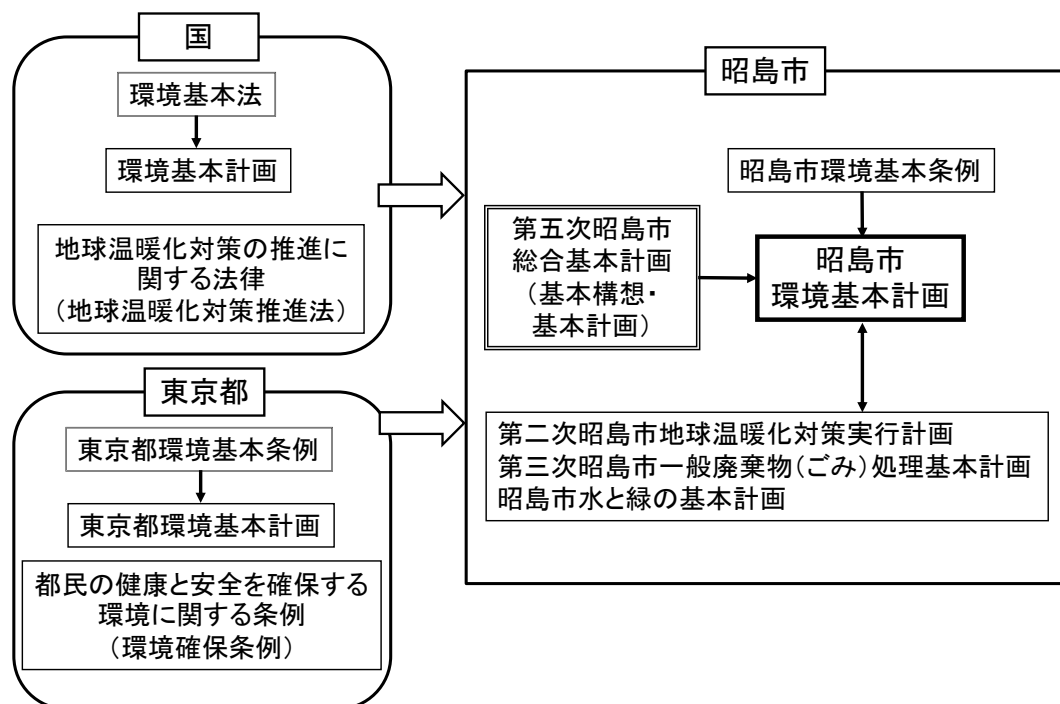 国
環境基本法
環境基本計画
地球温暖化対策の推進に
関する法律
（地球温暖化対策推進法）
東京都
東京都環境基本条例
東京都環境基本計画
都民の健康と安全を確保する
環境に関する条例
（環境確保条例）
昭島市
昭島市環境基本条例
第五次昭島市
総合基本計画
（基本構想・
基本計画）
昭島市
環境基本計画
第二次昭島市地球温暖化対策実行計画
第三次昭島市一般廃棄物（ごみ）処理基本計画
昭島市水と緑の基本計画